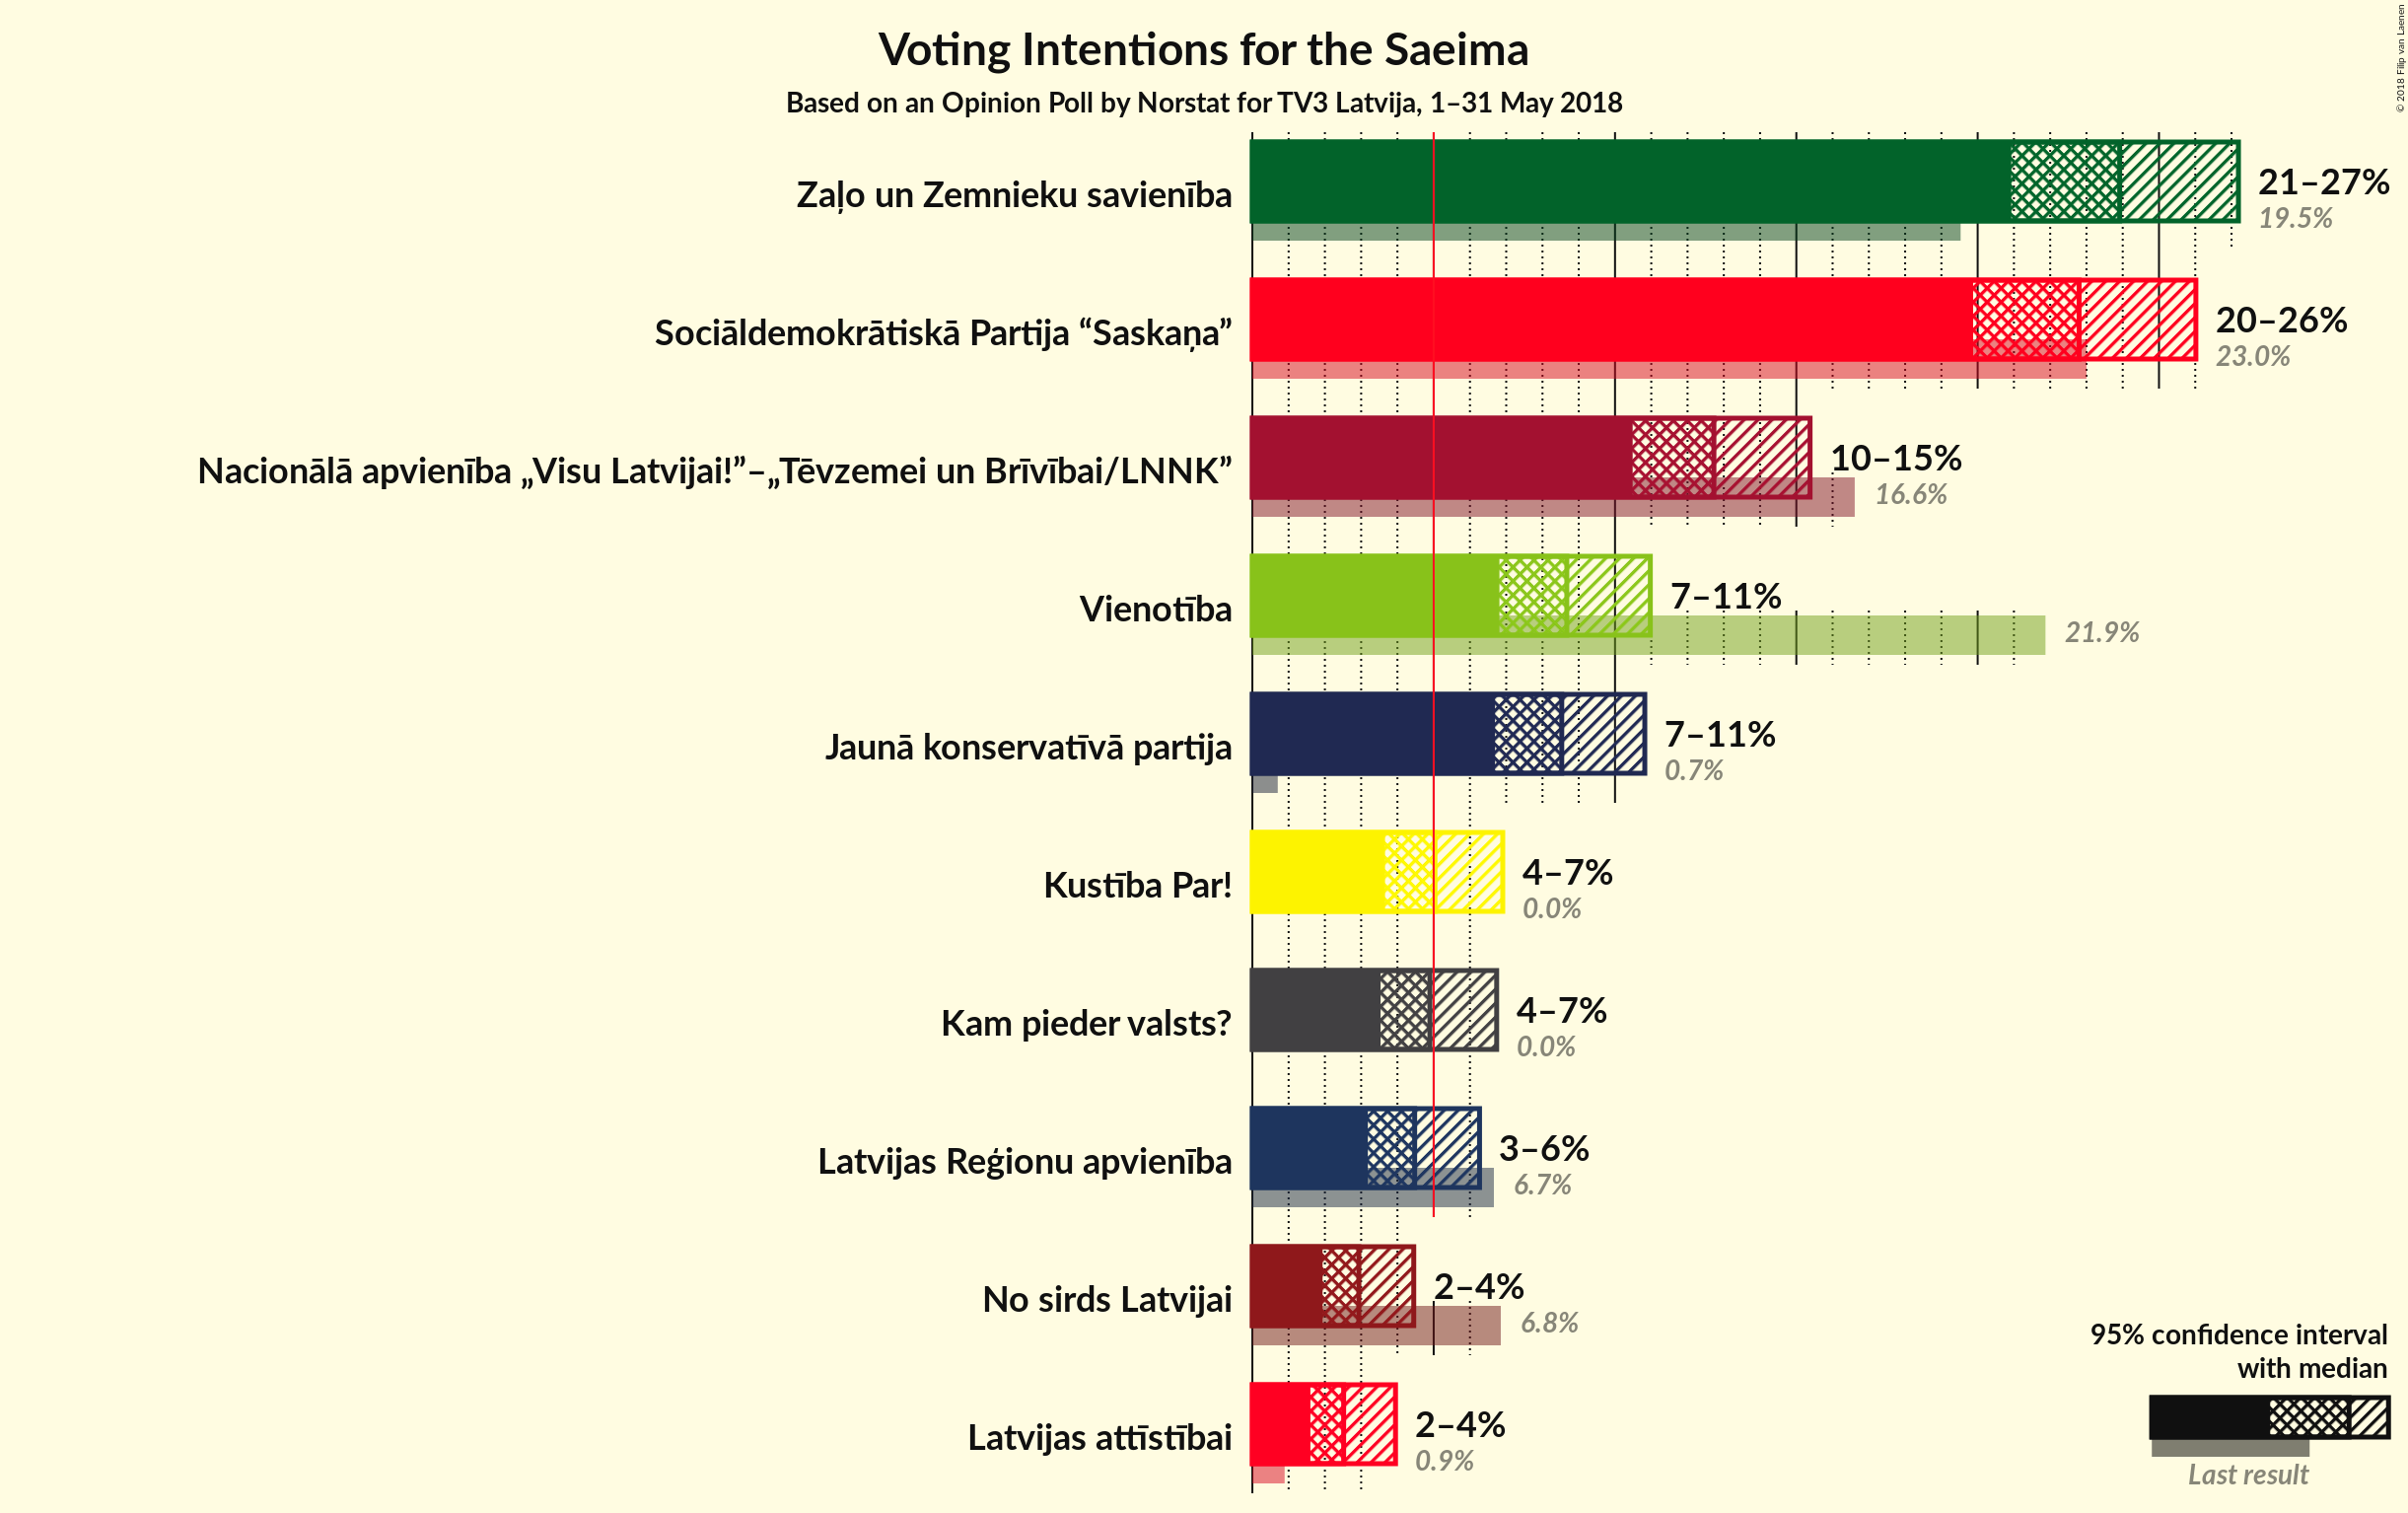 Voting Intentions for the Saeima
Based on an Opinion Poll by Norstat for TV3 Latvija, 1–31 May 2018
© 2018 Filip van Laenen
Zaļo un Zemnieku savienība
21–27%
19.5%
Sociāldemokrātiskā Partija “Saskaņa”
20–26%
23.0%
Nacionālā apvienība „Visu Latvijai!”–„Tēvzemei un Brīvībai/LNNK”
10–15%
16.6%
Vienotība
7–11%
21.9%
Jaunā konservatīvā partija
7–11%
0.7%
Kustība Par!
4–7%
0.0%
Kam pieder valsts?
4–7%
0.0%
Latvijas Reģionu apvienība
3–6%
6.7%
No sirds Latvijai
2–4%
6.8%
Latvijas attīstībai
2–4%
0.9%
95% confidence interval
with median
Last result